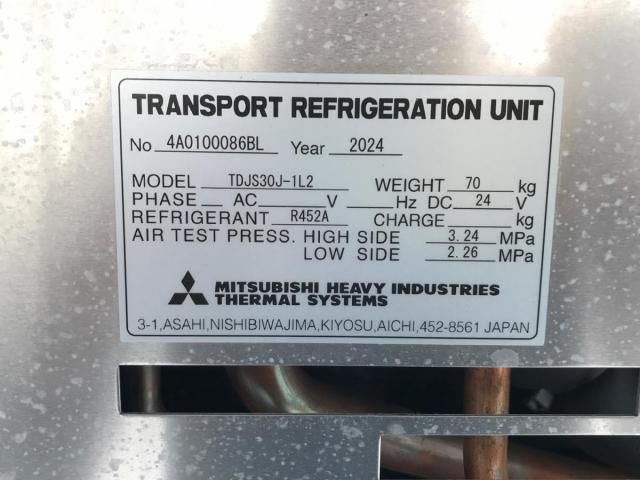 TRANSPORT REFRIGERATION UNIT
No 4A0100086BL Year 2024
MODEL TDJS30J-1L2 WEIGHT 70 kg
PHASE AC V Hz DC 24 V
REFRIGERANT R452A CHARGE kg
AIR TEST PRESS. HIGH SIDE 3.24 MPa
LOW SIDE 2.26 MPa
MITSUBISHI HEAVY INDUSTRIES
THERMAL SYSTEMS
3-1,ASAHI,NISHIBIWAJIMA,KIYOSU,AICHI,452-8561 JAPAN